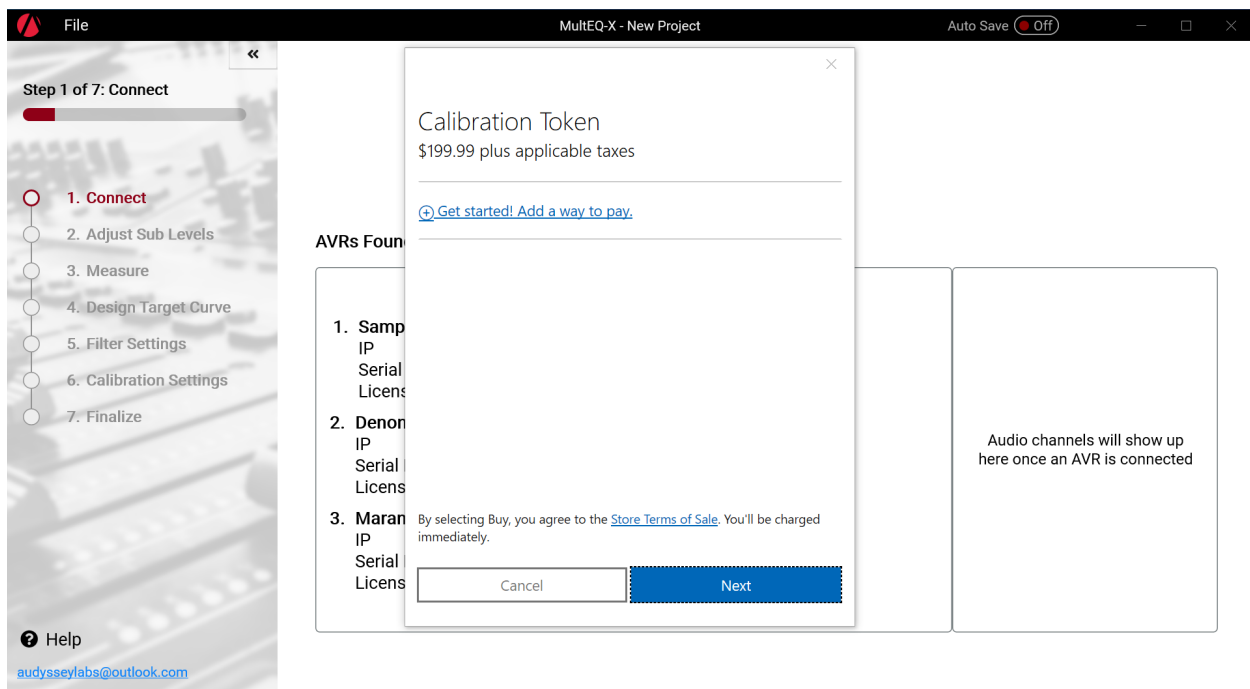 File
MultEQ-X - New Project
Auto Save Off
«
Step 1 of 7: Connect
1. Connect
2. Adjust Sub Levels
3. Measure
4. Design Target Curve
5. Filter Settings
6. Calibration Settings
7. Finalize
Help
audysseylabs@outlook.com
AVRs Foun
1. Samp
IP
Serial
Licens
2. Denon
IP
Serial
Licens
3. Maran
IP
Serial
Licens
Calibration Token
$199.99 plus applicable taxes
Get started! Add a way to pay.
By selecting Buy, you agree to the Store Terms of Sale. You'll be charged
immediately.
Cancel
Next
Audio channels will show up
here once an AVR is connected